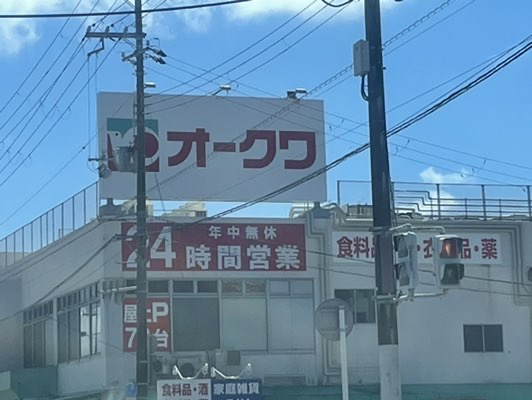 オークワ
年中無休
24時間営業
食料品・衣料品・薬
屋上P
7 台
食料品・酒
家庭雑貨